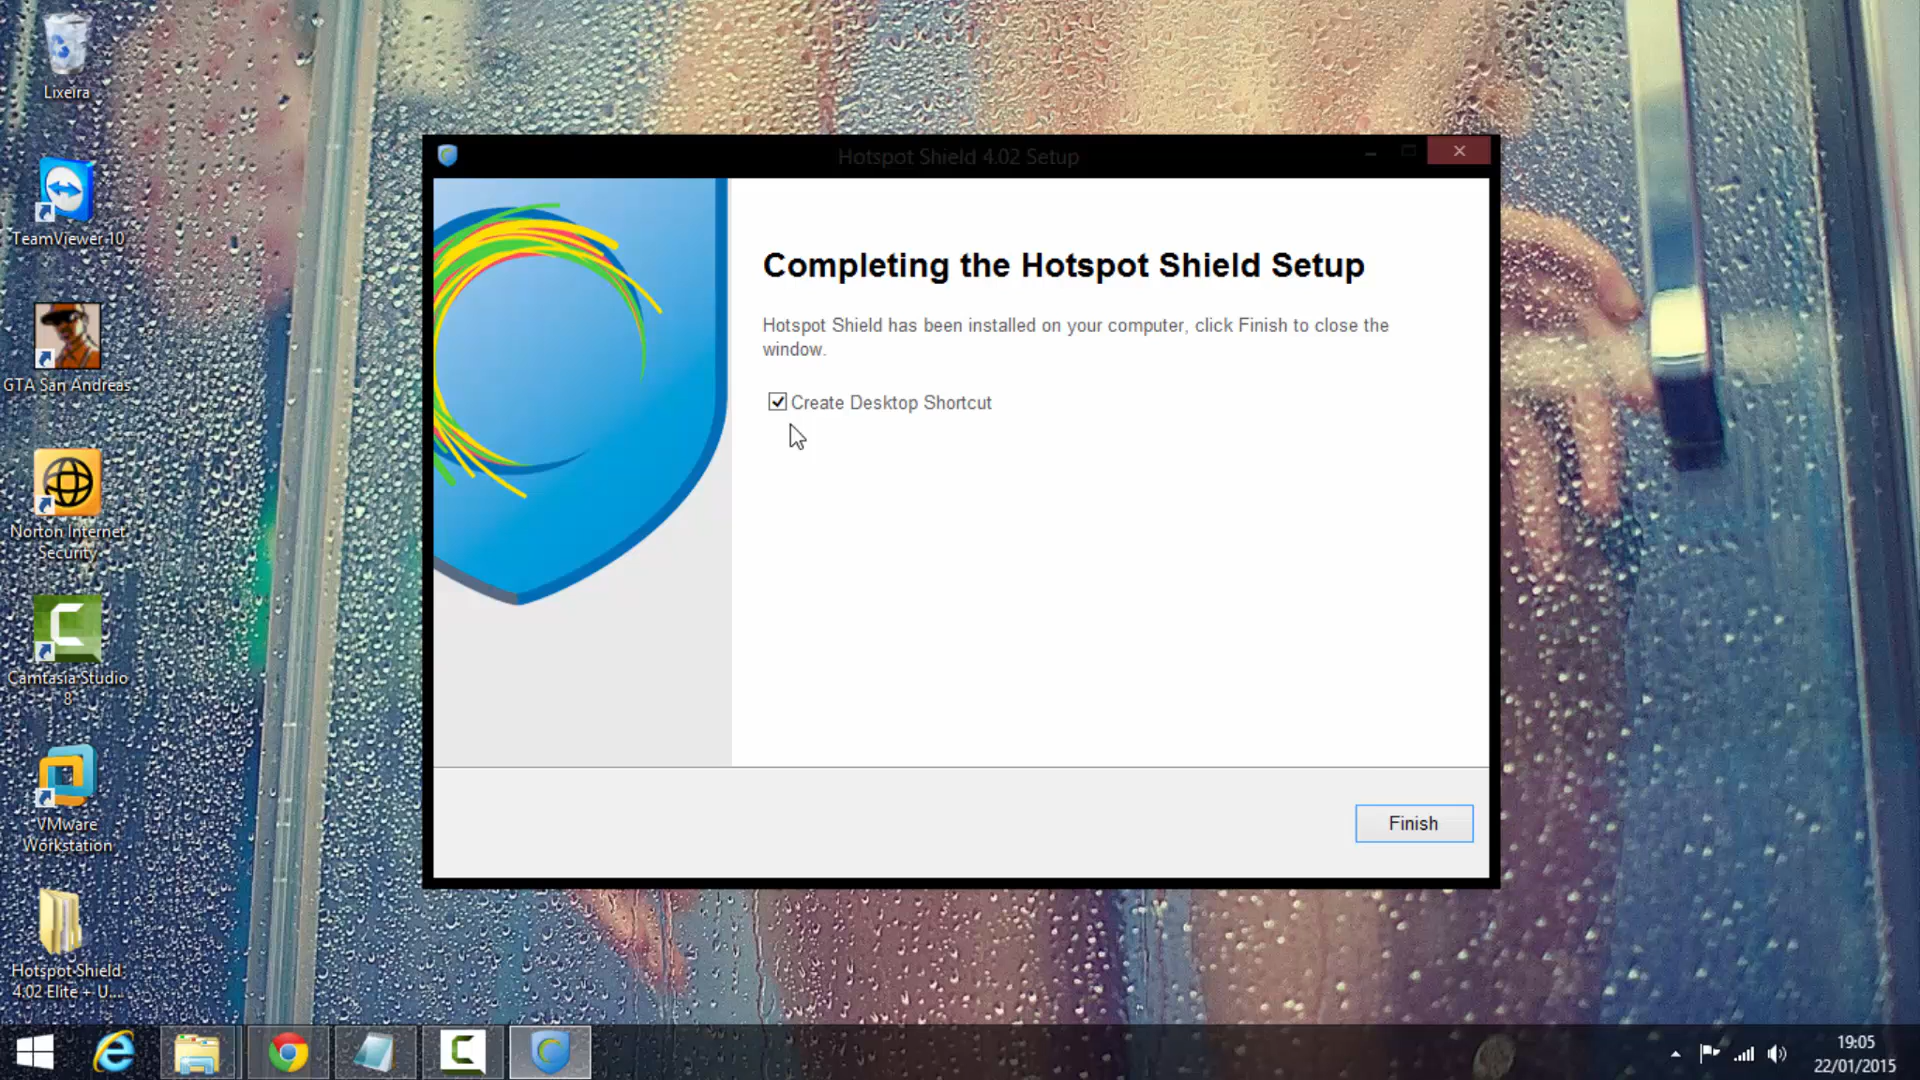 Lixeira
TeamViewer 10
GTA San Andreas
Norton Internet
Security
Camtasia Studio
8
VMware
Workstation
Hotspot Shield
4.02 Elite + U....
Hotspot Shield 4.02 Setup
Completing the Hotspot Shield Setup
Hotspot Shield has been installed on your computer, click Finish to close the
window.
Create Desktop Shortcut
Finish
19:05
22/01/2015